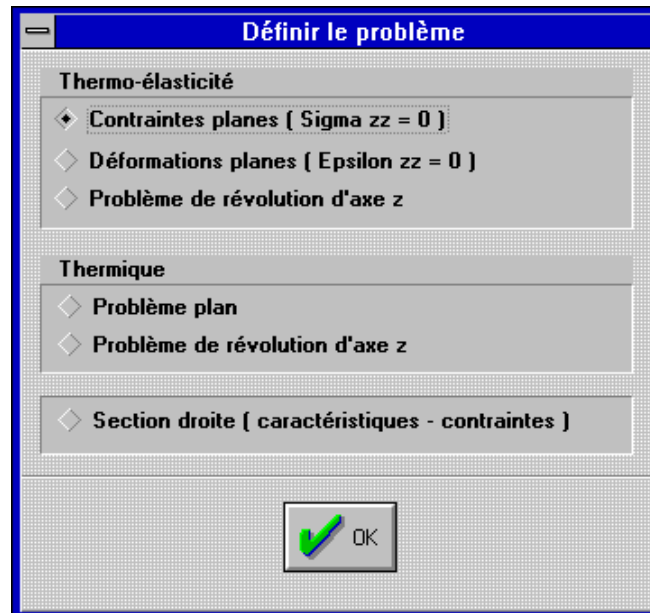 Définir le problème
Thermo-élasticité
Contraintes planes ( Sigma zz = 0 )
Déformations planes ( Epsilon zz = 0 )
Problème de révolution d'axe z
Thermique
Problème plan
Problème de révolution d'axe z
Section droite ( caractéristiques - contraintes )
OK